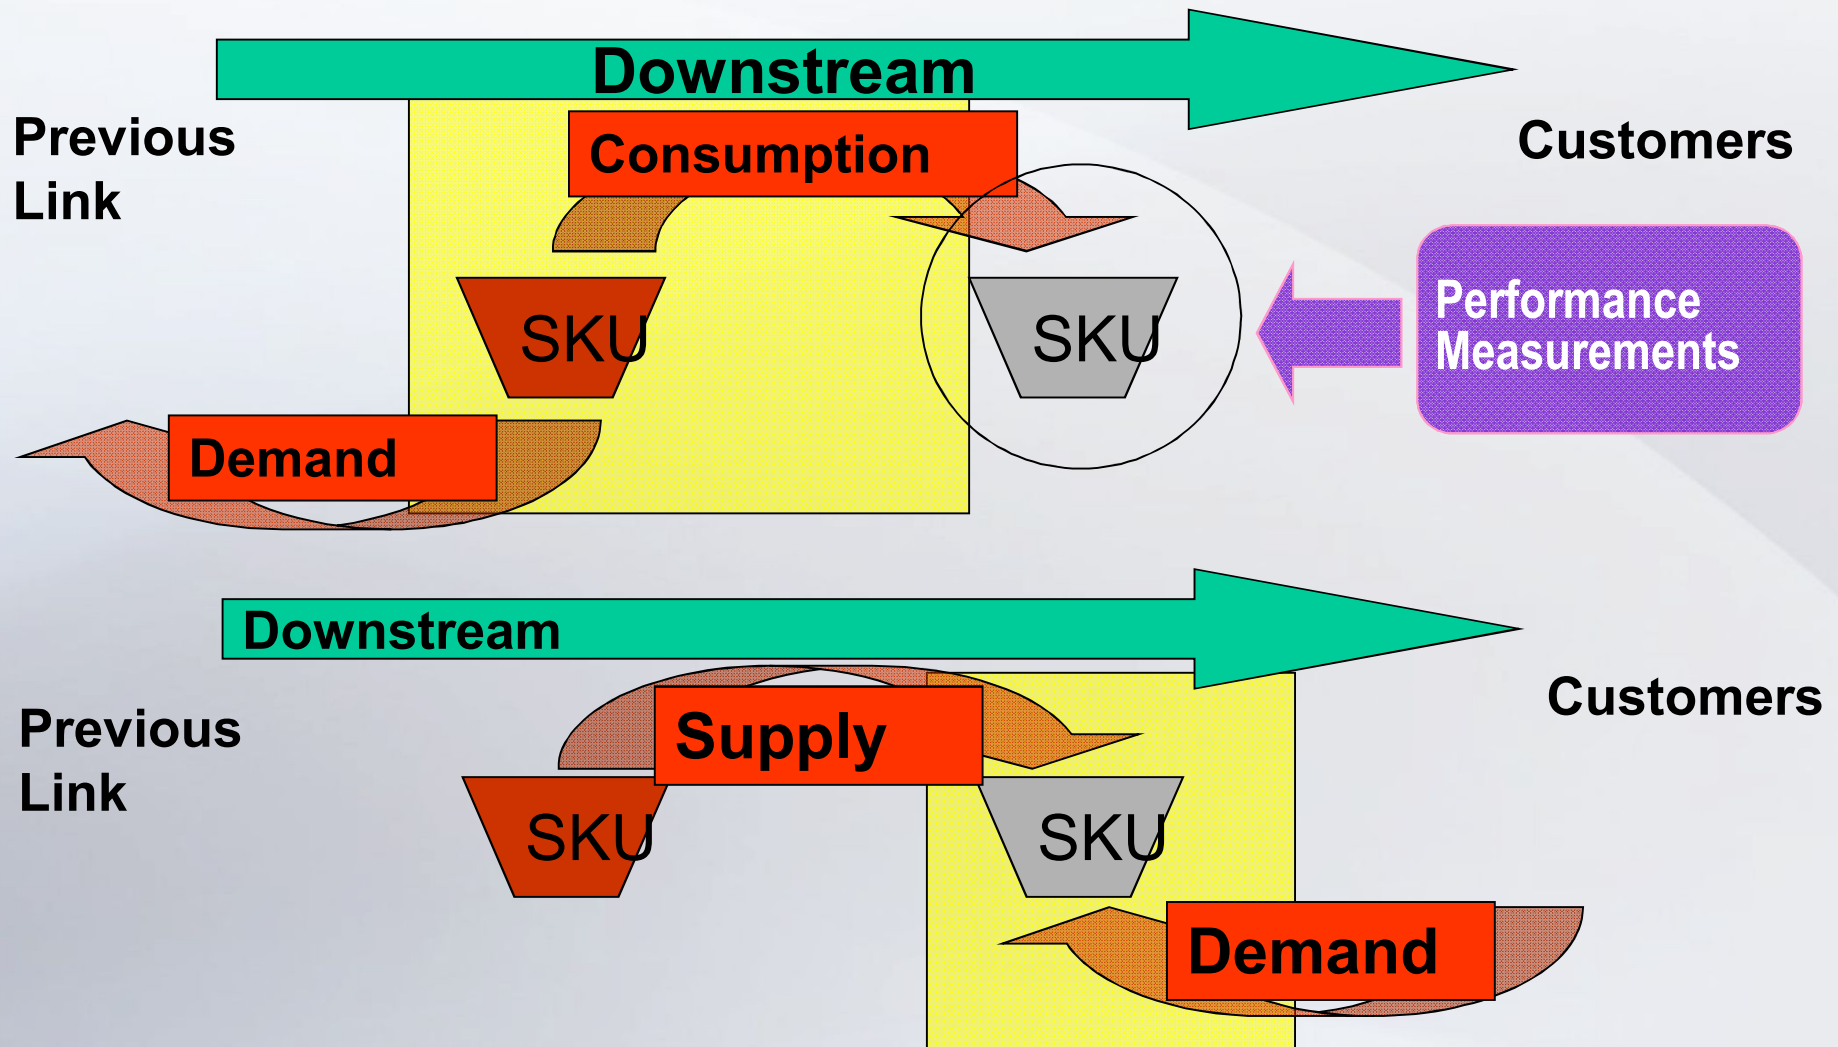 Downstream
Previous
Link
Consumption
Customers
SKU
SKU
Performance
Measurements
Demand
Downstream
Previous
Link
Supply
Customers
SKU
SKU
Demand